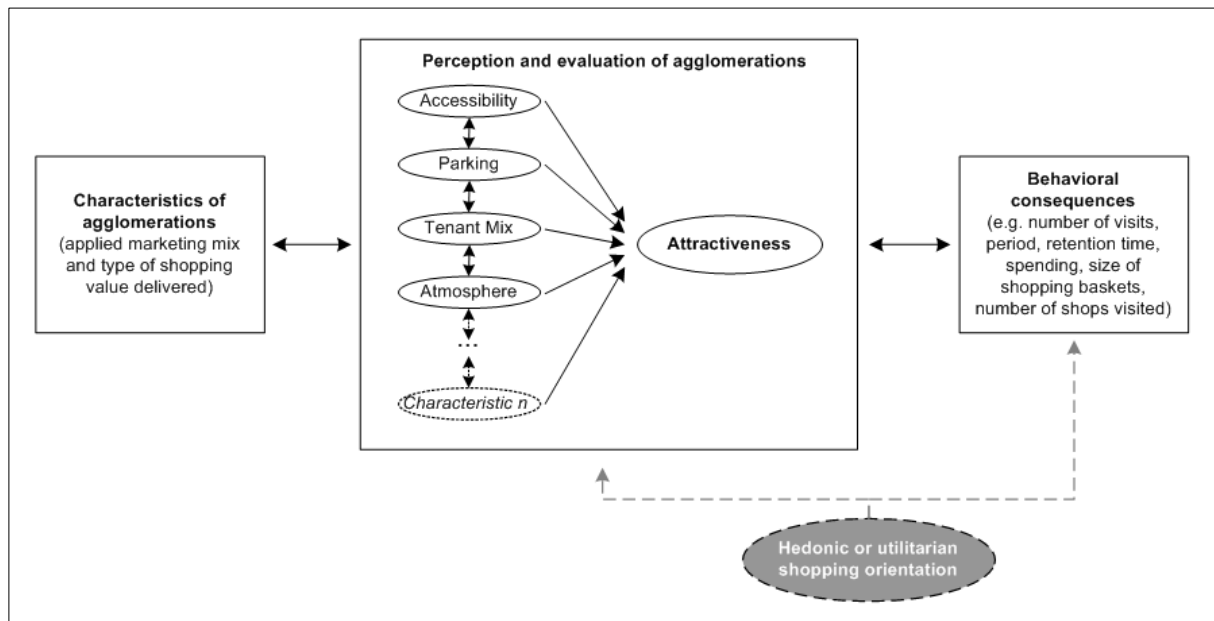 Perception and evaluation of agglomerations
Accessibility
Parking
Tenant Mix
Atmosphere
...
Characteristic n
Attractiveness
Characteristics of
agglomerations
(applied marketing mix
and type of shopping
value delivered)
Behavioral
consequences
(e.g. number of visits,
period, retention time,
spending, size of
shopping baskets,
number of shops visited)
Hedonic or utilitarian
shopping orientation